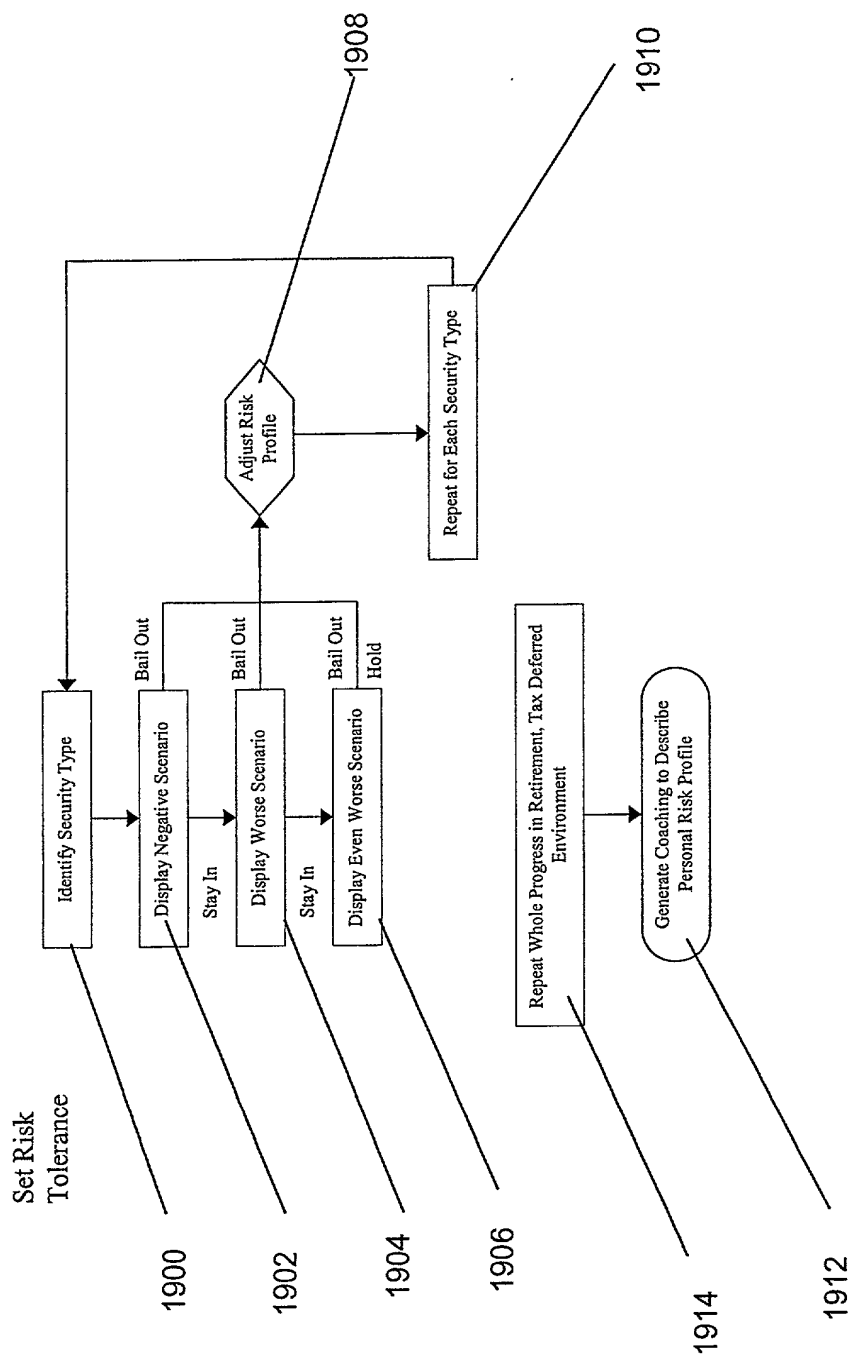 Set Risk
Tolerance
Identify Security Type
Display Negative Scenario
Bail Out
Stay In
Display Worse Scenario
Bail Out
Stay In
Display Even Worse Scenario
Bail Out
Hold
Adjust Risk
Profile
Repeat for Each Security Type
Repeat Whole Progress in Retirement, Tax Deferred
Environment
Generate Coaching to Describe
Personal Risk Profile
1900
1902
1904
1906
1908
1910
1914
1912